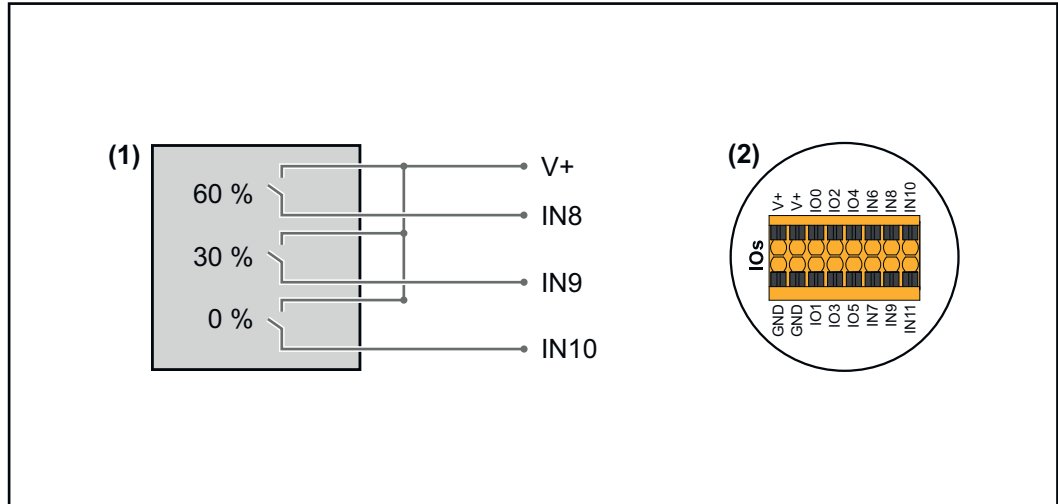 (1)
60 %
30 %
0 %
V+
IN8
IN9
IN10
(2)
V+ V+ IO0 IO2 IO4 IN6 IN8 IN10
IOs
GND GND IO1 IO3 IO5 IN7 IN9 IN11